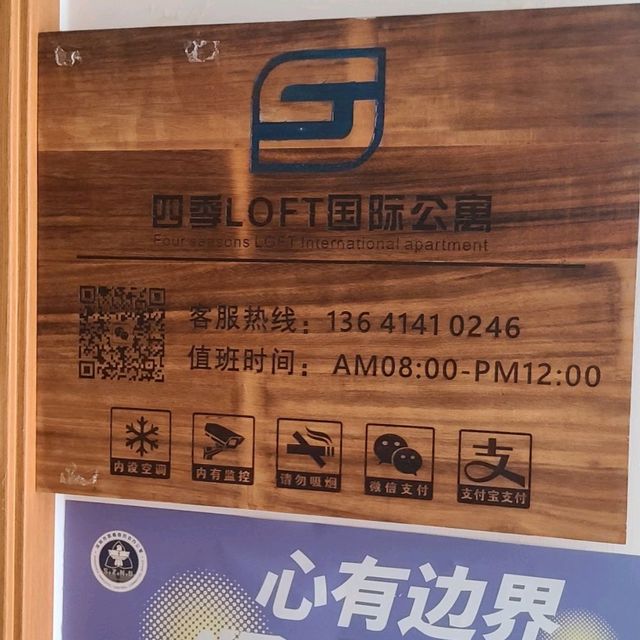 四季LOFT国际公寓
Four seasons LOFT International apartment
客服热线：136 4141 0246
值班时间：AM08:00-PM12:00
内设空调 内有监控 请勿吸烟 微信支付 支付宝支付
支
心有边界